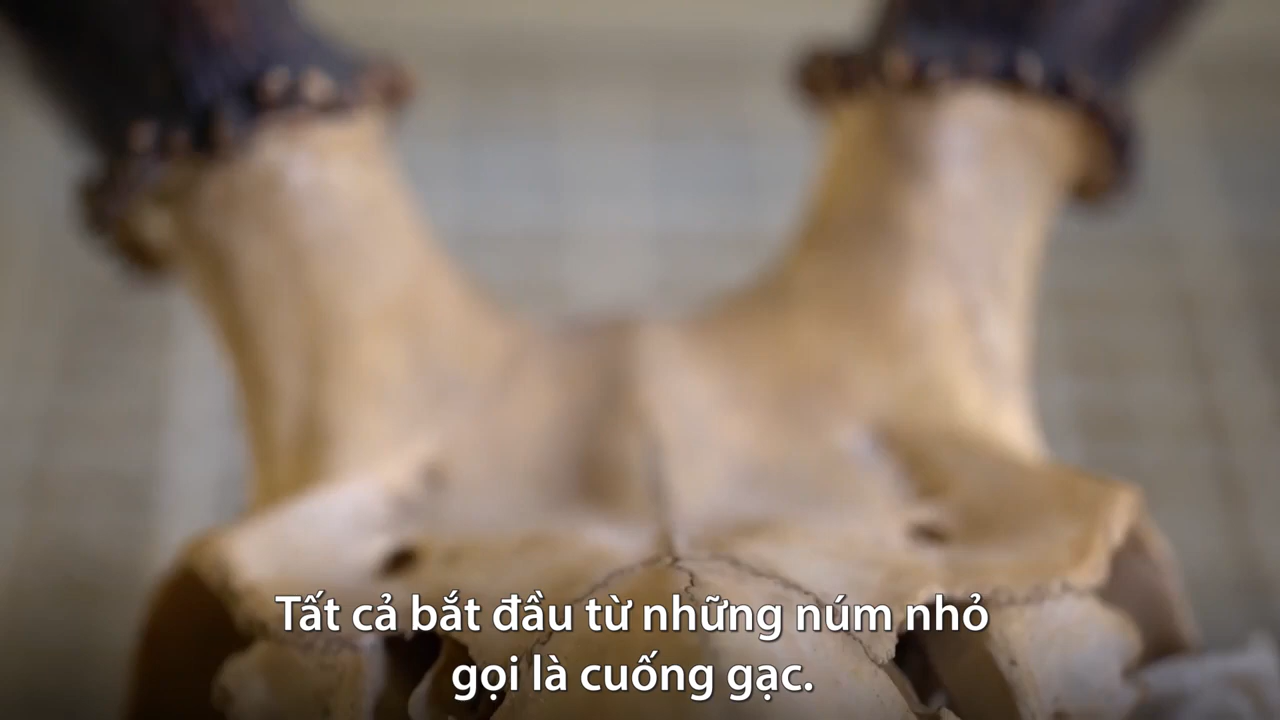 Tất cả bắt đầu từ những núm nhỏ
gọi là cuống gạc.